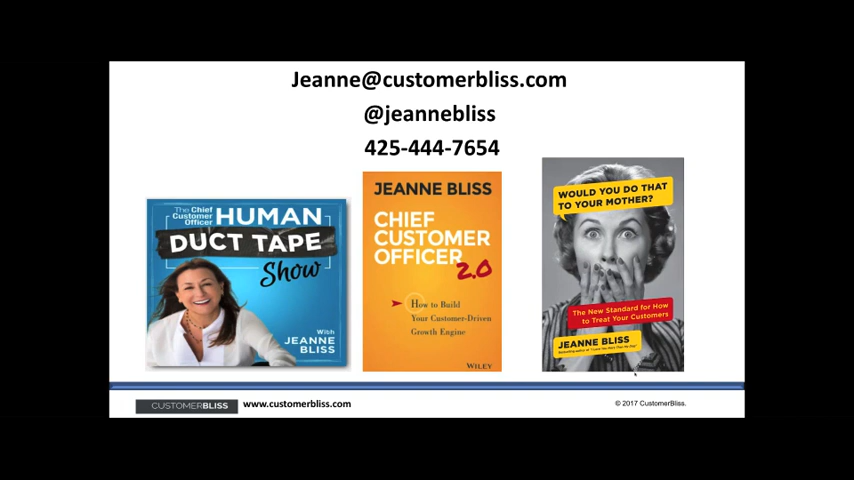 Jeanne@customerbliss.com
@jeannebliss
425-444-7654
The Chief
Customer
Officer
HUMAN
DUCT TAPE
Show
With
JEANNE
BLISS
JEANNE BLISS
CHIEF
CUSTOMER
OFFICER
2.0
How to Build
Your Customer-Driven
Growth Engine
WILEY
WOULD YOU DO THAT
TO YOUR MOTHER?
The New Standard for How
to Treat Your Customers
JEANNE BLISS
CUSTOMERBLISS
www.customerbliss.com
© 2017 CustomerBliss.